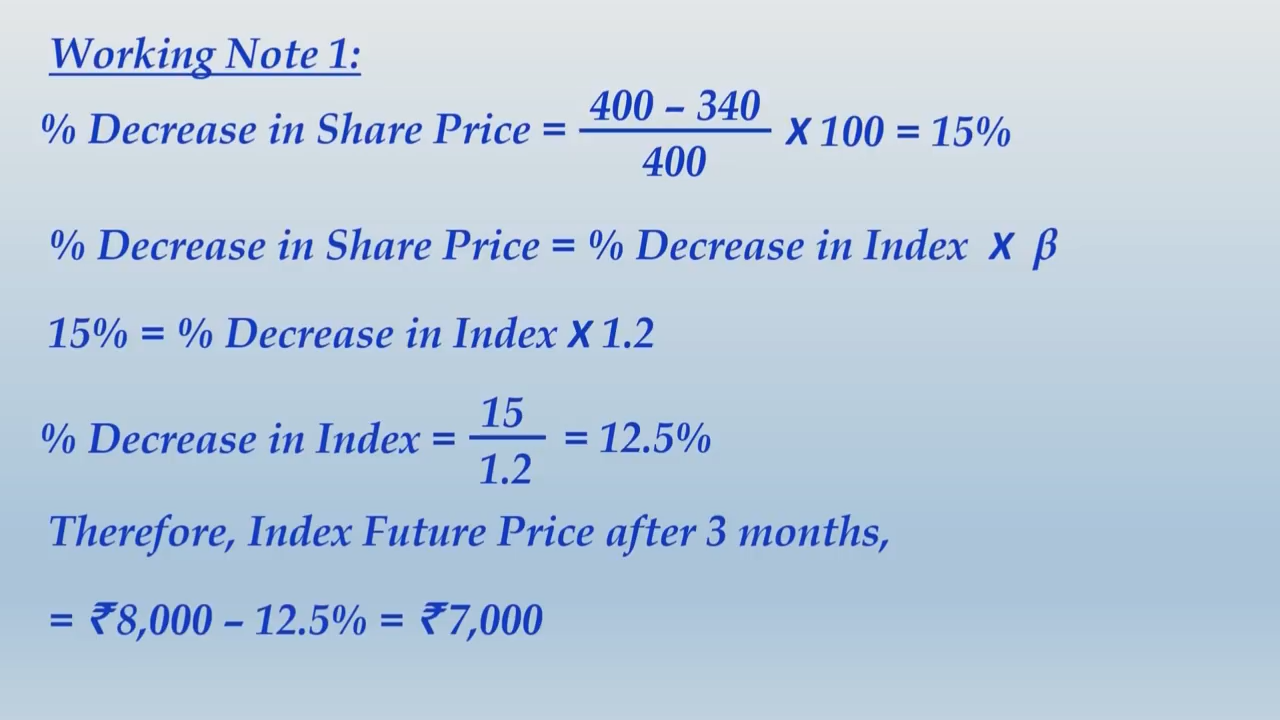 Working Note 1:
% Decrease in Share Price = 400 – 340 / 400 X 100 = 15%
% Decrease in Share Price = % Decrease in Index X β
15% = % Decrease in Index X 1.2
% Decrease in Index = 15 / 1.2 = 12.5%
Therefore, Index Future Price after 3 months,
= ₹8,000 – 12.5% = ₹7,000